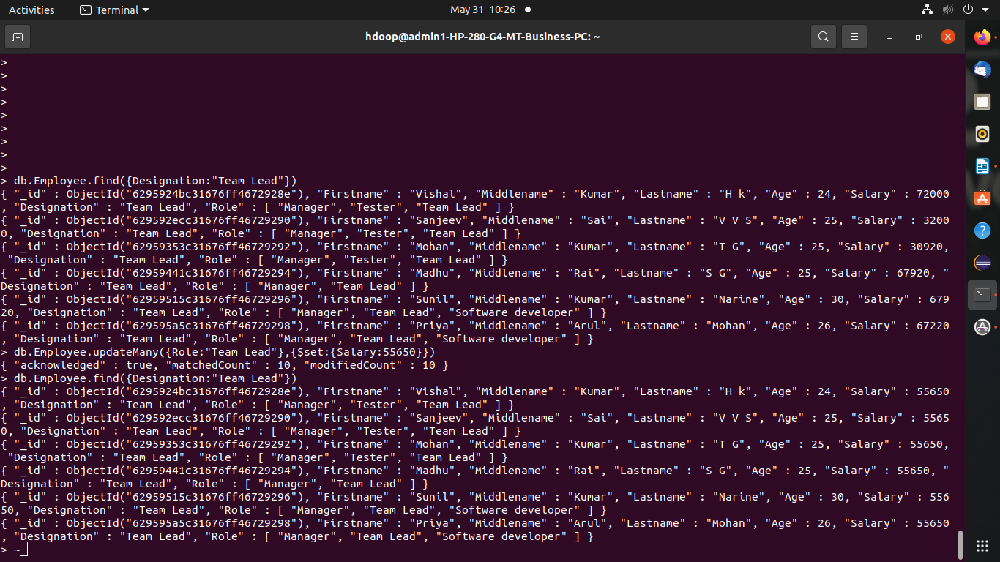 Activities
Terminal
May 31 10:26
hdoop@admin1-HP-280-G4-MT-Business-PC: ~
>
>
>
>
>
>
>
>
>
> db.Employee.find({Designation:"Team Lead"})
{ "_id" : ObjectId("6295924bc31676ff4672928e"), "Firstname" : "Vishal", "Middlename" : "Kumar", "Lastname" : "H k", "Age" : 24, "Salary" : 72000
, "Designation" : "Team Lead", "Role" : [ "Manager", "Tester", "Team Lead" ] }
{ "_id" : ObjectId("629592ecc31676ff46729290"), "Firstname" : "Sanjeev", "Middlename" : "Sai", "Lastname" : "V V S", "Age" : 25, "Salary" : 3200
0, "Designation" : "Team Lead", "Role" : [ "Manager", "Tester", "Team Lead" ] }
{ "_id" : ObjectId("62959353c31676ff46729292"), "Firstname" : "Mohan", "Middlename" : "Kumar", "Lastname" : "T G", "Age" : 25, "Salary" : 30920,
 "Designation" : "Team Lead", "Role" : [ "Manager", "Tester", "Team Lead" ] }
{ "_id" : ObjectId("62959441c31676ff46729294"), "Firstname" : "Madhu", "Middlename" : "Rai", "Lastname" : "S G", "Age" : 25, "Salary" : 67920, "
Designation" : "Team Lead", "Role" : [ "Manager", "Team Lead" ] }
{ "_id" : ObjectId("62959515c31676ff46729296"), "Firstname" : "Sunil", "Middlename" : "Kumar", "Lastname" : "Narine", "Age" : 30, "Salary" : 679
20, "Designation" : "Team Lead", "Role" : [ "Manager", "Team Lead", "Software developer" ] }
{ "_id" : ObjectId("629595a5c31676ff46729298"), "Firstname" : "Priya", "Middlename" : "Arul", "Lastname" : "Mohan", "Age" : 26, "Salary" : 67220
, "Designation" : "Team Lead", "Role" : [ "Manager", "Team Lead", "Software developer" ] }
> db.Employee.updateMany({Role:"Team Lead"},{$set:{Salary:55650}})
{ "acknowledged" : true, "matchedCount" : 10, "modifiedCount" : 10 }
> db.Employee.find({Designation:"Team Lead"})
{ "_id" : ObjectId("6295924bc31676ff4672928e"), "Firstname" : "Vishal", "Middlename" : "Kumar", "Lastname" : "H k", "Age" : 24, "Salary" : 55650
, "Designation" : "Team Lead", "Role" : [ "Manager", "Tester", "Team Lead" ] }
{ "_id" : ObjectId("629592ecc31676ff46729290"), "Firstname" : "Sanjeev", "Middlename" : "Sai", "Lastname" : "V V S", "Age" : 25, "Salary" : 5565
0, "Designation" : "Team Lead", "Role" : [ "Manager", "Tester", "Team Lead" ] }
{ "_id" : ObjectId("62959353c31676ff46729292"), "Firstname" : "Mohan", "Middlename" : "Kumar", "Lastname" : "T G", "Age" : 25, "Salary" : 55650,
 "Designation" : "Team Lead", "Role" : [ "Manager", "Tester", "Team Lead" ] }
{ "_id" : ObjectId("62959441c31676ff46729294"), "Firstname" : "Madhu", "Middlename" : "Rai", "Lastname" : "S G", "Age" : 25, "Salary" : 55650, "
Designation" : "Team Lead", "Role" : [ "Manager", "Team Lead" ] }
{ "_id" : ObjectId("62959515c31676ff46729296"), "Firstname" : "Sunil", "Middlename" : "Kumar", "Lastname" : "Narine", "Age" : 30, "Salary" : 556
50, "Designation" : "Team Lead", "Role" : [ "Manager", "Team Lead", "Software developer" ] }
{ "_id" : ObjectId("629595a5c31676ff46729298"), "Firstname" : "Priya", "Middlename" : "Arul", "Lastname" : "Mohan", "Age" : 26, "Salary" : 55650
, "Designation" : "Team Lead", "Role" : [ "Manager", "Team Lead", "Software developer" ] }
> ~